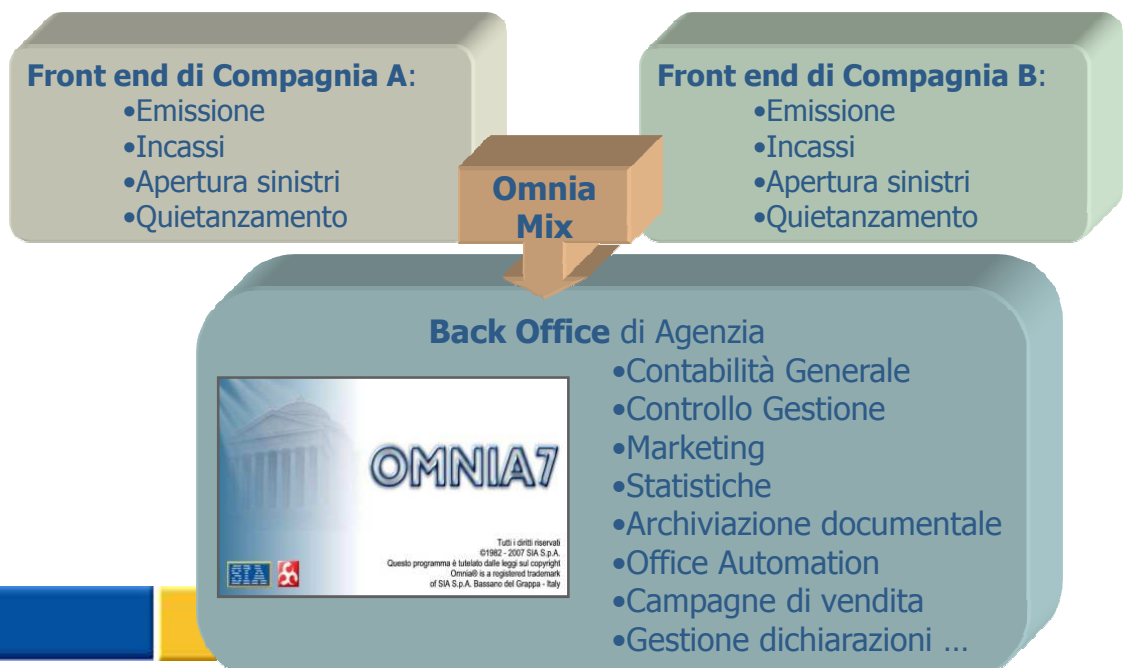 Front end di Compagnia A:
•Emissione
•Incassi
•Apertura sinistri
•Quietanzamento
Front end di Compagnia B:
•Emissione
•Incassi
•Apertura sinistri
•Quietanzamento
Omnia
Mix
Back Office di Agenzia
•Contabilità Generale
•Controllo Gestione
•Marketing
•Statistiche
•Archiviazione documentale
•Office Automation
•Campagne di vendita
•Gestione dichiarazioni ...
OMNIA7
Tutti i diritti riservati
©1982 - 2007 SIA S.p.A.
Questo programma è tutelato dalle leggi sul copyright
Omnia® is a registered trademark
of SIA S.p.A. Bassano del Grappa - Italy
SIA